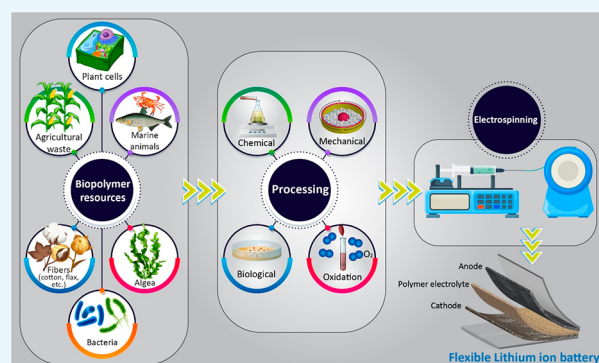 Plant cells
Agricultural
waste
Marine
animals
Biopolymer
resources
Fibers
(cotton, flax,
etc.)
Algea
Bacteria
Chemical
Mechanical
Processing
Biological
Oxidation
O₂
Electrospinning
Anode
Polymer electrolyte
Cathode
Flexible Lithium ion battery